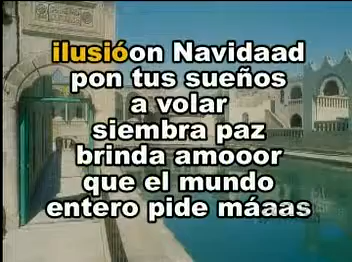 ilusióon Navidaad
pon tus sueños
a volar
siembra paz
brinda amooor
que el mundo
entero pide máaas